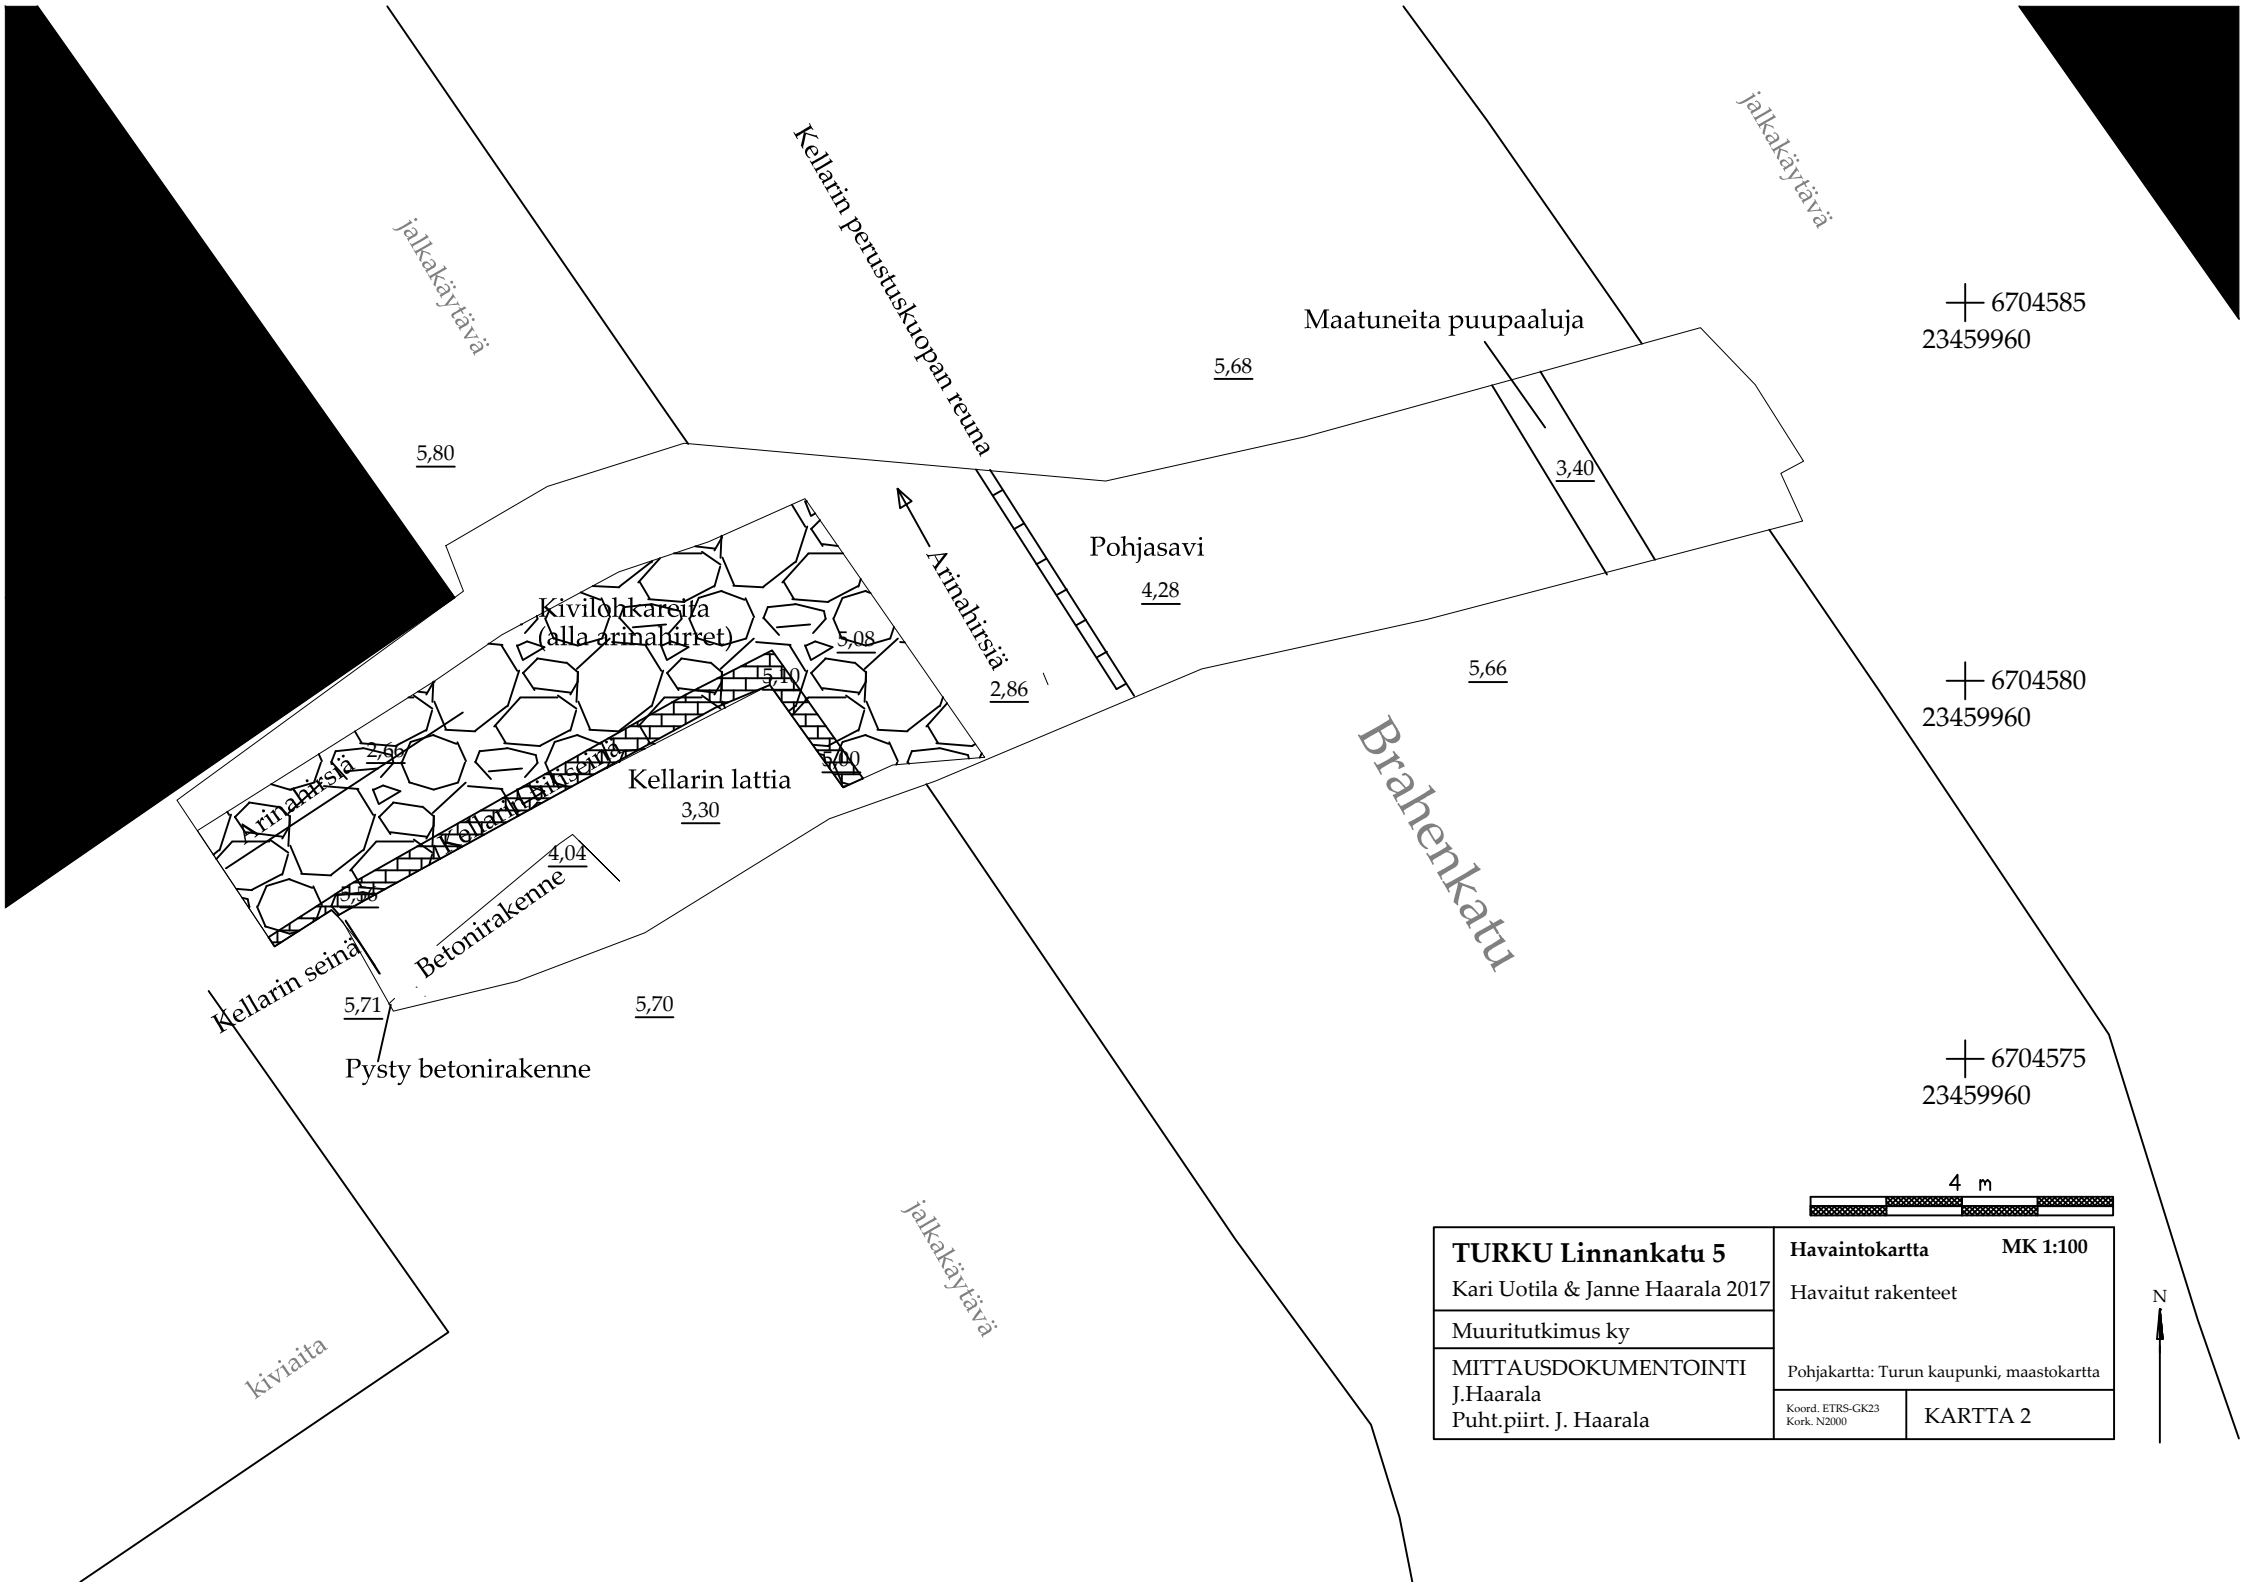 jalkakäytävä
jalkakäytävä
Kellarin perustuskuopan reuna
Maatuneita puupaaluja
6704585
23459960
5,68
5,80
3,40
Pohjasavi
4,28
Arinahirsiä
2,86
Kivilohkareita
(alla arinahirret)
5,08
5,10
5,66
6704580
23459960
2,66
Arinahirsiä
5,00
Kellarin lattia
3,30
4,04
Betonirakenne
Kellarin seinä
5,71
5,70
Pysty betonirakenne
Brahenkatu
6704575
23459960
jalkakäytävä
kiviaita
4 m
TURKU Linnankatu 5
Kari Uotila & Janne Haarala 2017
Muuritutkimus ky
MITTAUSDOKUMENTOINTI
J.Haarala
Puht.piirt. J. Haarala
Havaintokartta MK 1:100
Havaitut rakenteet
Pohjakartta: Turun kaupunki, maastokartta
Koord. ETRS-GK23
Kork. N2000
KARTTA 2
N